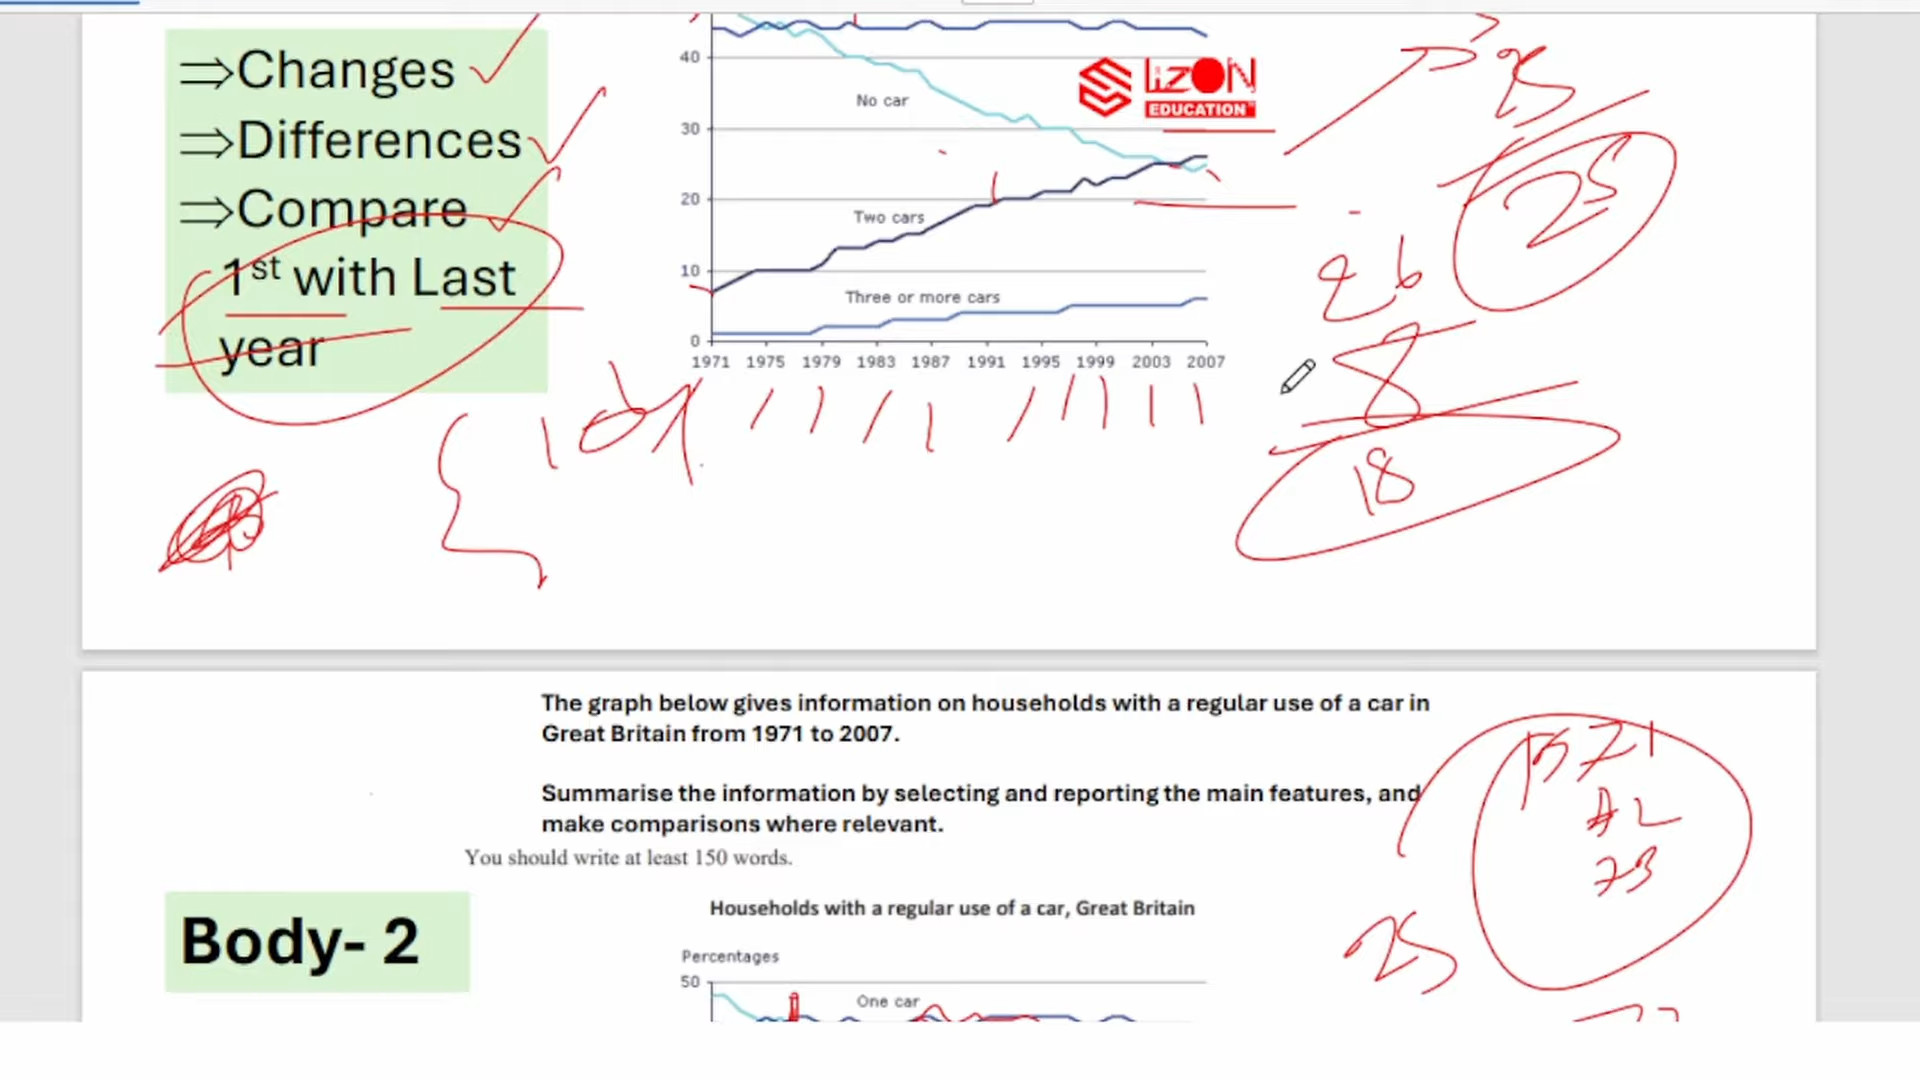 ⇒Changes
⇒Differences
⇒Compare
1st with Last
year
40
30
20
10
0
No car
Two cars
Three or more cars
1971 1975 1979 1983 1987 1991 1995 1999 2003 2007
LizON
EDUCATION
25
26
8
18
The graph below gives information on households with a regular use of a car in
Great Britain from 1971 to 2007.
Summarise the information by selecting and reporting the main features, and
make comparisons where relevant.
You should write at least 150 words.
Body- 2
Households with a regular use of a car, Great Britain
Percentages
50
One car
25